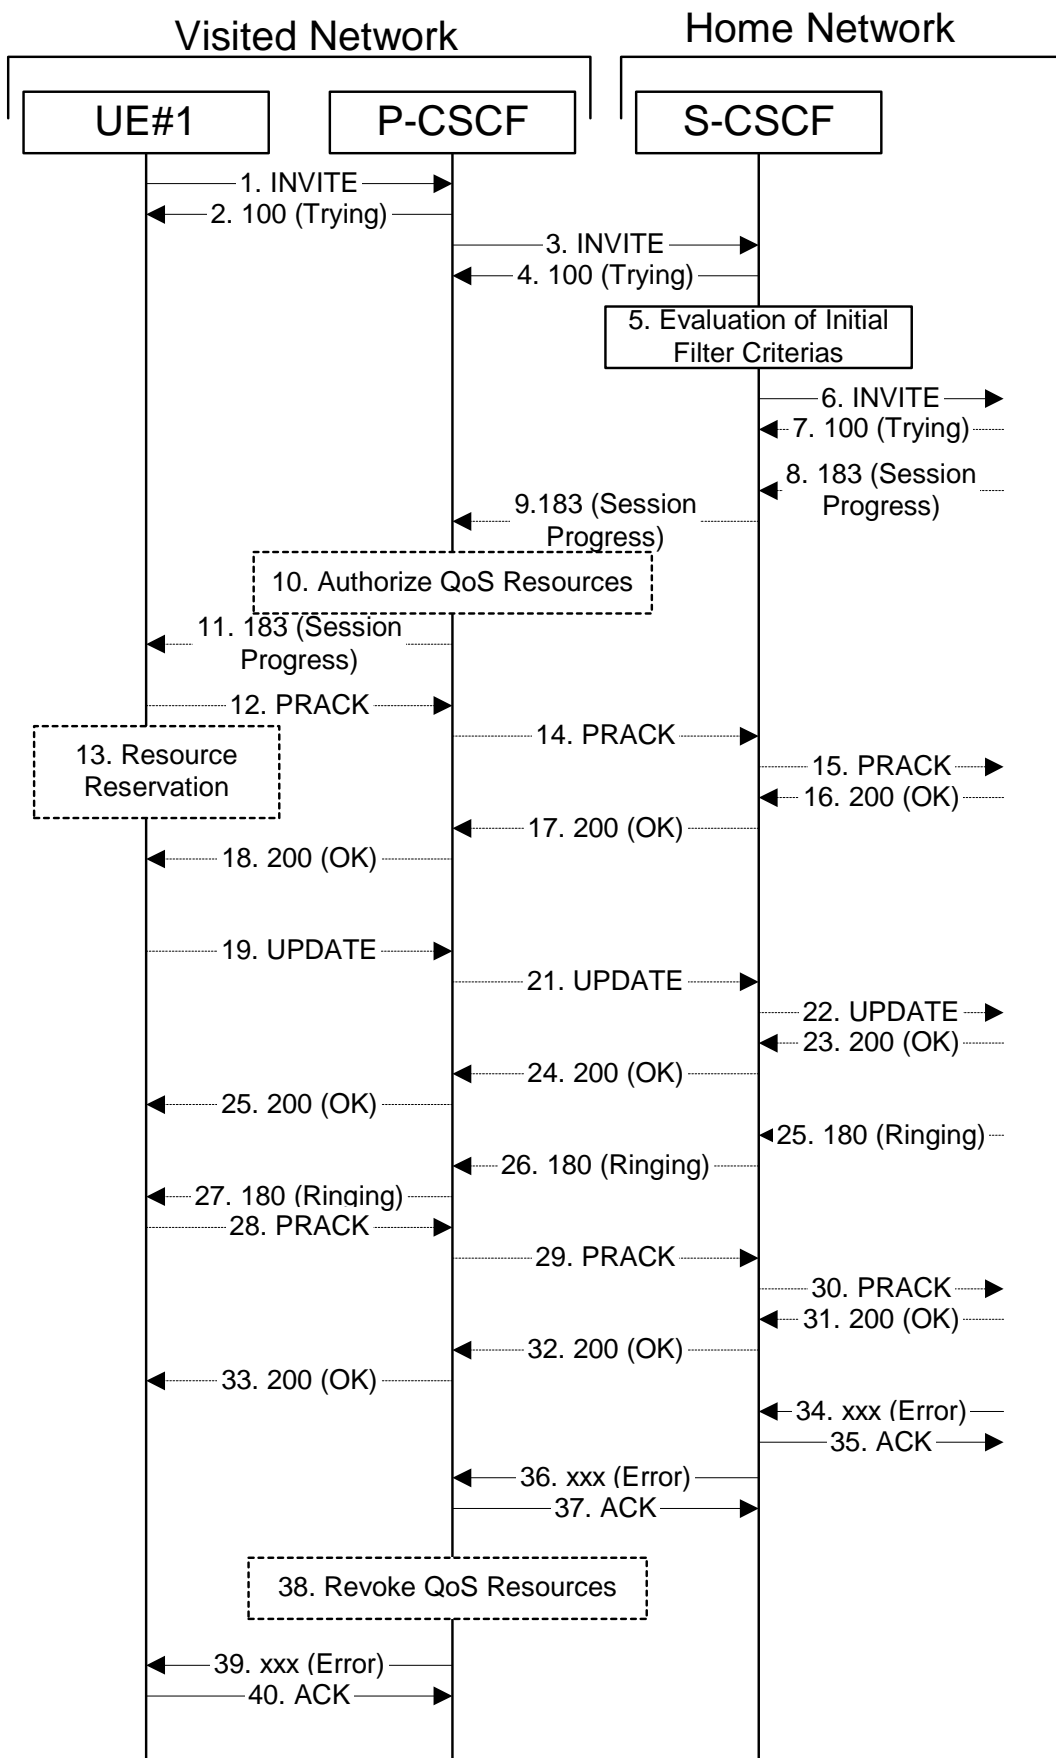 Visited Network
Home Network
UE#1
P-CSCF
S-CSCF
1. INVITE
2. 100 (Trying)
3. INVITE
4. 100 (Trying)
5. Evaluation of Initial
Filter Criterias
6. INVITE
7. 100 (Trying)
8. 183 (Session
Progress)
9.183 (Session
Progress)
10. Authorize QoS Resources
11. 183 (Session
Progress)
12. PRACK
13. Resource
Reservation
14. PRACK
15. PRACK
16. 200 (OK)
17. 200 (OK)
18. 200 (OK)
19. UPDATE
21. UPDATE
22. UPDATE
23. 200 (OK)
24. 200 (OK)
25. 200 (OK)
25. 180 (Ringing)
26. 180 (Ringing)
27. 180 (Ringing)
28. PRACK
29. PRACK
30. PRACK
31. 200 (OK)
32. 200 (OK)
33. 200 (OK)
34. xxx (Error)
35. ACK
36. xxx (Error)
37. ACK
38. Revoke QoS Resources
39. xxx (Error)
40. ACK